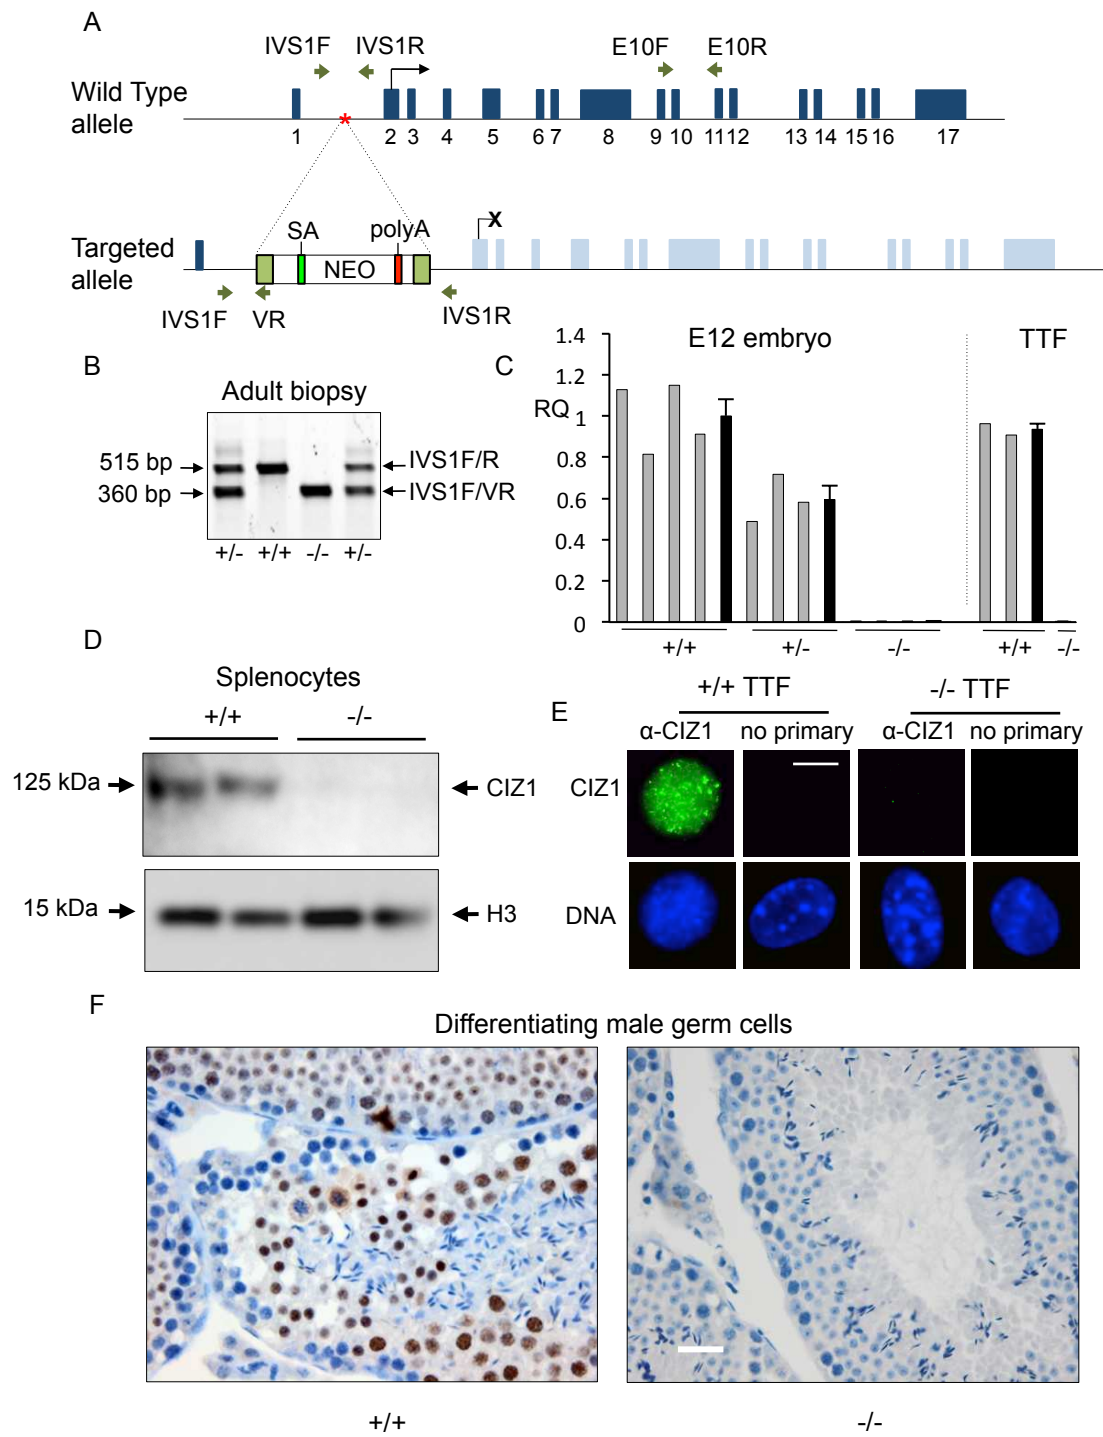 A
IVS1F IVS1R E10F E10R
Wild Type
allele
1 2 3 4 5 6 7 8 9 10 11 12 13 14 15 16 17
*
SA polyA X
Targeted
allele
NEO
IVS1F VR IVS1R
B
Adult biopsy
515 bp IVS1F/R
360 bp IVS1F/VR
+/- +/+ -/- +/-
C
E12 embryo TTF
RQ
1.4
1.2
1
0.8
0.6
0.4
0.2
0
+/+ +/- -/- +/+ -/-
D
Splenocytes
+/+ -/-
125 kDa CIZ1
15 kDa H3
E
+/+ TTF -/- TTF
α-CIZ1 no primary α-CIZ1 no primary
CIZ1
DNA
F
Differentiating male germ cells
+/+ -/-